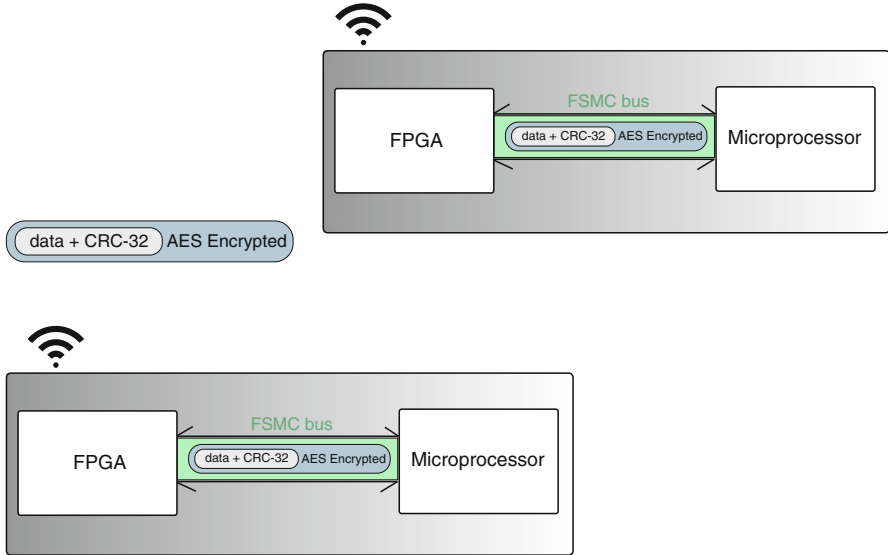 FSMC bus
FPGA
data + CRC-32 AES Encrypted
Microprocessor
data + CRC-32 AES Encrypted
FSMC bus
FPGA
data + CRC-32 AES Encrypted
Microprocessor